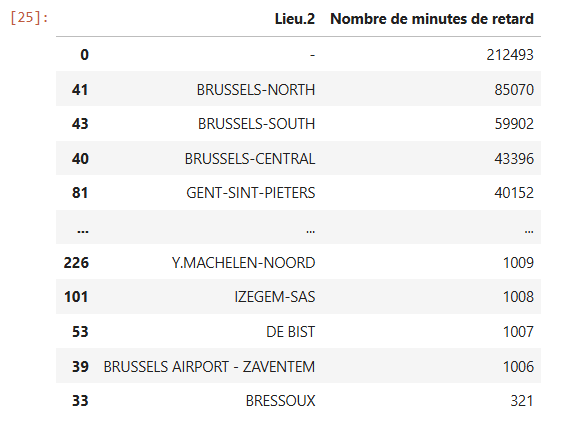 [25]: Lieu.2 Nombre de minutes de retard
0 - 212493
41 BRUSSELS-NORTH 85070
43 BRUSSELS-SOUTH 59902
40 BRUSSELS-CENTRAL 43396
81 GENT-SINT-PIETERS 40152
... ... ...
226 Y.MACHELEN-NOORD 1009
101 IZEGEM-SAS 1008
53 DE BIST 1007
39 BRUSSELS AIRPORT - ZAVENTEM 1006
33 BRESSOUX 321